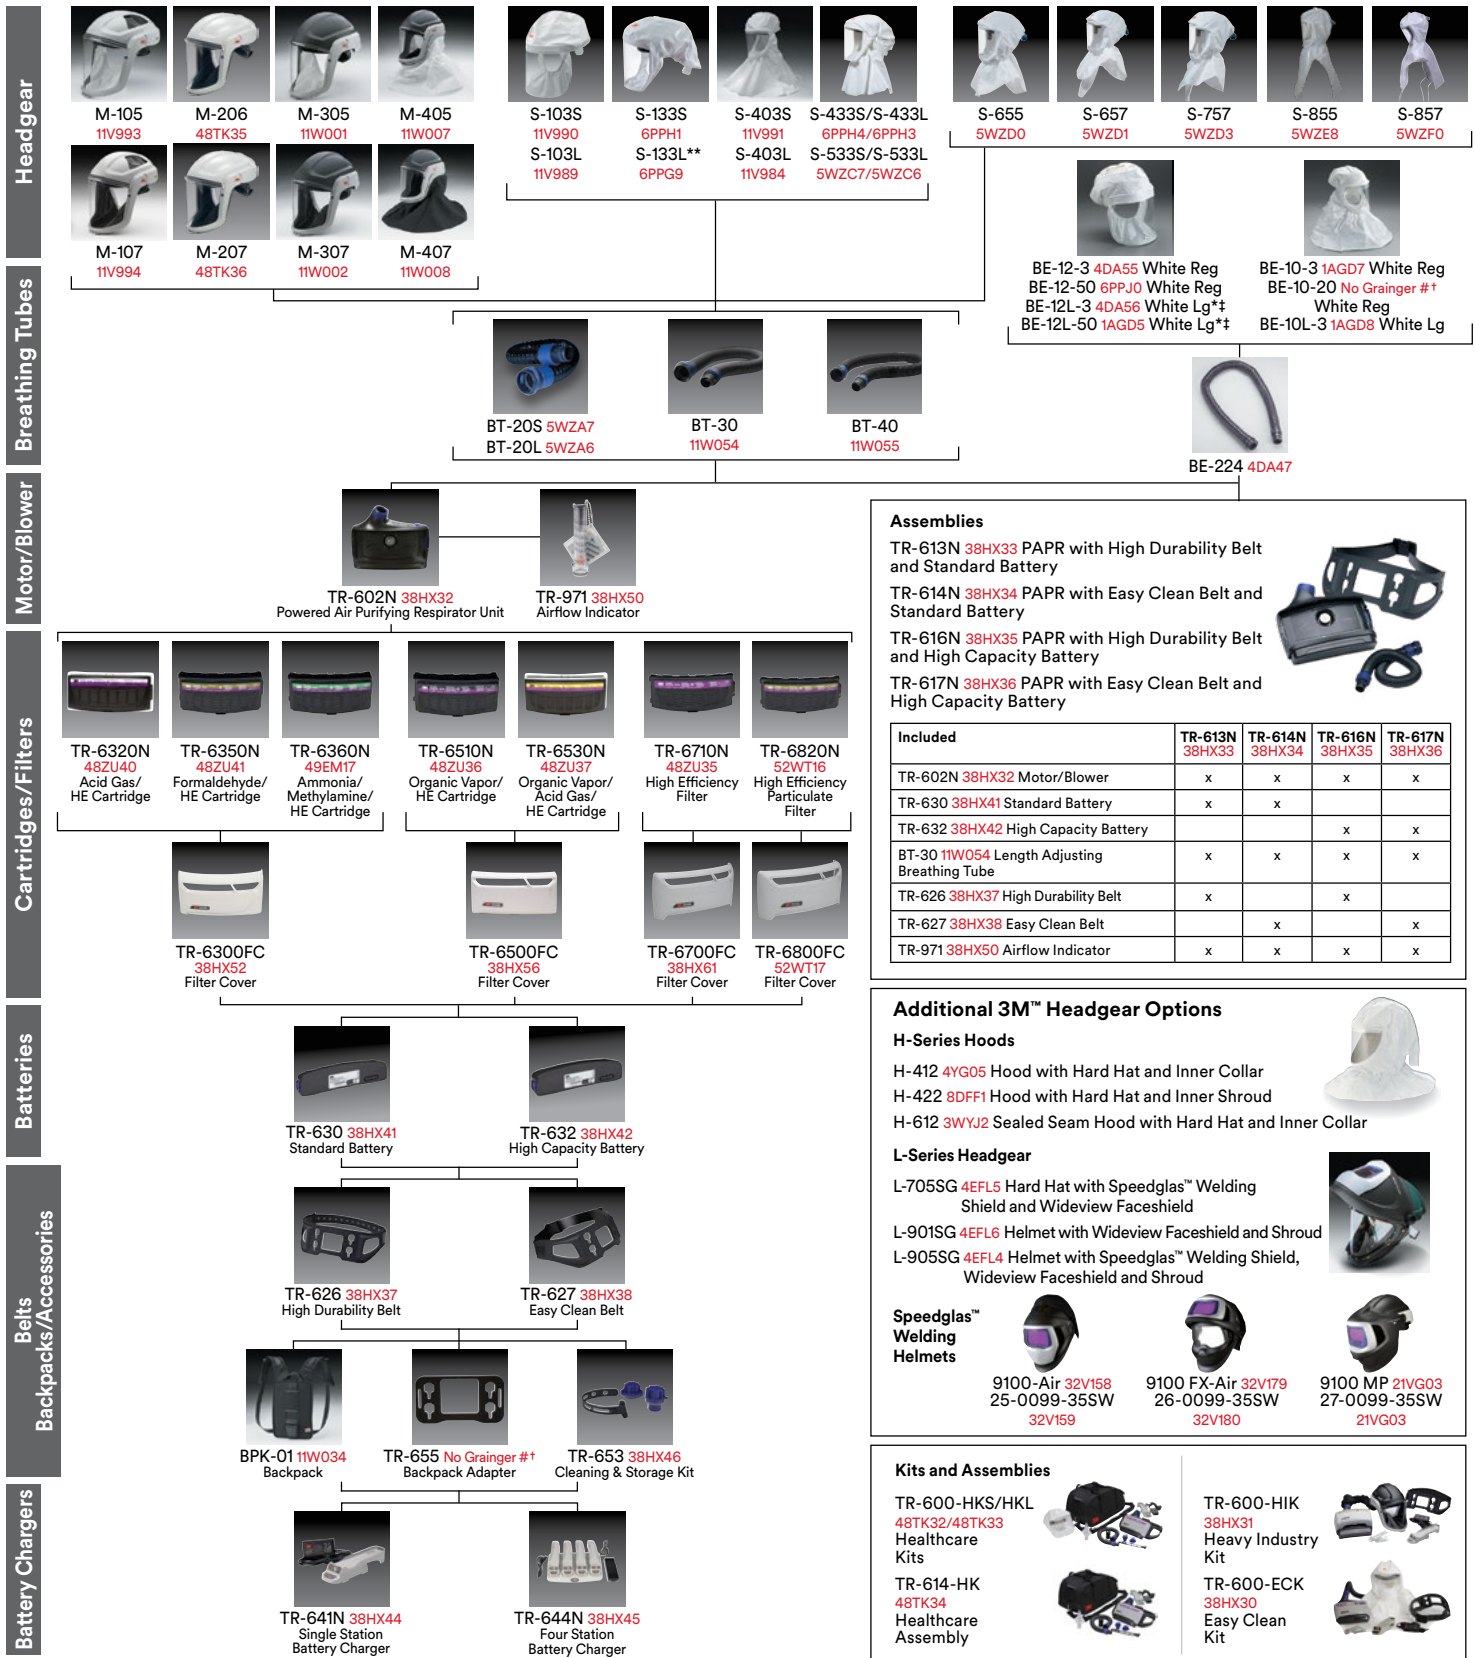 Headgear
M-105 M-206 M-305 M-405
11V993 48TK35 11W001 11W007
M-107 M-207 M-307 M-407
11V994 48TK36 11W002 11W008
S-103S S-133S S-403S S-433S/S-433L
11V990 6PPH1 11V991 6PPH4/6PPH3
S-103L S-133L** S-403L S-533S/S-533L
11V989 6PPG9 11V984 5WZC7/5WZC6
S-655 S-657 S-757 S-855 S-857
5WZD0 5WZD1 5WZD3 5WZE8 5WZF0
BE-12-3 4DA55 White Reg
BE-12-50 6PPJ0 White Reg
BE-12L-3 4DA56 White Lg*‡
BE-12L-50 1AGD5 White Lg*‡
BE-10-3 1AGD7 White Reg
BE-10-20 No Grainger #†
White Reg
BE-10L-3 1AGD8 White Lg
Breathing Tubes
BT-20S 5WZA7
BT-20L 5WZA6
BT-30
11W054
BT-40
11W055
BE-224 4DA47
Motor/Blower
TR-602N 38HX32
Powered Air Purifying Respirator Unit
TR-971 38HX50
Airflow Indicator
Cartridges/Filters
TR-6320N
48ZU40
Acid Gas/
HE Cartridge
TR-6350N
48ZU41
Formaldehyde/
HE Cartridge
TR-6360N
49EM17
Ammonia/
Methylamine/
HE Cartridge
TR-6510N
48ZU36
Organic Vapor/
HE Cartridge
TR-6530N
48ZU37
Organic Vapor/
Acid Gas/
HE Cartridge
TR-6710N
48ZU35
High Efficiency
Filter
TR-6820N
52WT16
High Efficiency
Particulate
Filter
TR-6300FC
38HX52
Filter Cover
TR-6500FC
38HX56
Filter Cover
TR-6700FC
38HX61
Filter Cover
TR-6800FC
52WT17
Filter Cover
Batteries
TR-630 38HX41
Standard Battery
TR-632 38HX42
High Capacity Battery
Belts
Backpacks/Accessories
TR-626 38HX37
High Durability Belt
TR-627 38HX38
Easy Clean Belt
BPK-01 11W034
Backpack
TR-655 No Grainger #†
Backpack Adapter
TR-653 38HX46
Cleaning & Storage Kit
Battery Chargers
TR-641N 38HX44
Single Station
Battery Charger
TR-644N 38HX45
Four Station
Battery Charger
Assemblies
TR-613N 38HX33 PAPR with High Durability Belt
and Standard Battery
TR-614N 38HX34 PAPR with Easy Clean Belt and
Standard Battery
TR-616N 38HX35 PAPR with High Durability Belt
and High Capacity Battery
TR-617N 38HX36 PAPR with Easy Clean Belt and
High Capacity Battery
Included TR-613N TR-614N TR-616N TR-617N
38HX33 38HX34 38HX35 38HX36
TR-602N 38HX32 Motor/Blower x x x x
TR-630 38HX41 Standard Battery x x
TR-632 38HX42 High Capacity Battery x x
BT-30 11W054 Length Adjusting x x x x
Breathing Tube
TR-626 38HX37 High Durability Belt x x
TR-627 38HX38 Easy Clean Belt x x
TR-971 38HX50 Airflow Indicator x x x x
Additional 3M™ Headgear Options
H-Series Hoods
H-412 4YG05 Hood with Hard Hat and Inner Collar
H-422 8DFF1 Hood with Hard Hat and Inner Shroud
H-612 3WYJ2 Sealed Seam Hood with Hard Hat and Inner Collar
L-Series Headgear
L-705SG 4EFL5 Hard Hat with Speedglas™ Welding
Shield and Wideview Faceshield
L-901SG 4EFL6 Helmet with Wideview Faceshield and Shroud
L-905SG 4EFL4 Helmet with Speedglas™ Welding Shield,
Wideview Faceshield and Shroud
Speedglas™
Welding
Helmets
9100-Air 32V158
25-0099-35SW
32V159
9100 FX-Air 32V179
26-0099-35SW
32V180
9100 MP 21VG03
27-0099-35SW
21VG03
Kits and Assemblies
TR-600-HKS/HKL
48TK32/48TK33
Healthcare
Kits
TR-614-HK
48TK34
Healthcare
Assembly
TR-600-HIK
38HX31
Heavy Industry
Kit
TR-600-ECK
38HX30
Easy Clean
Kit